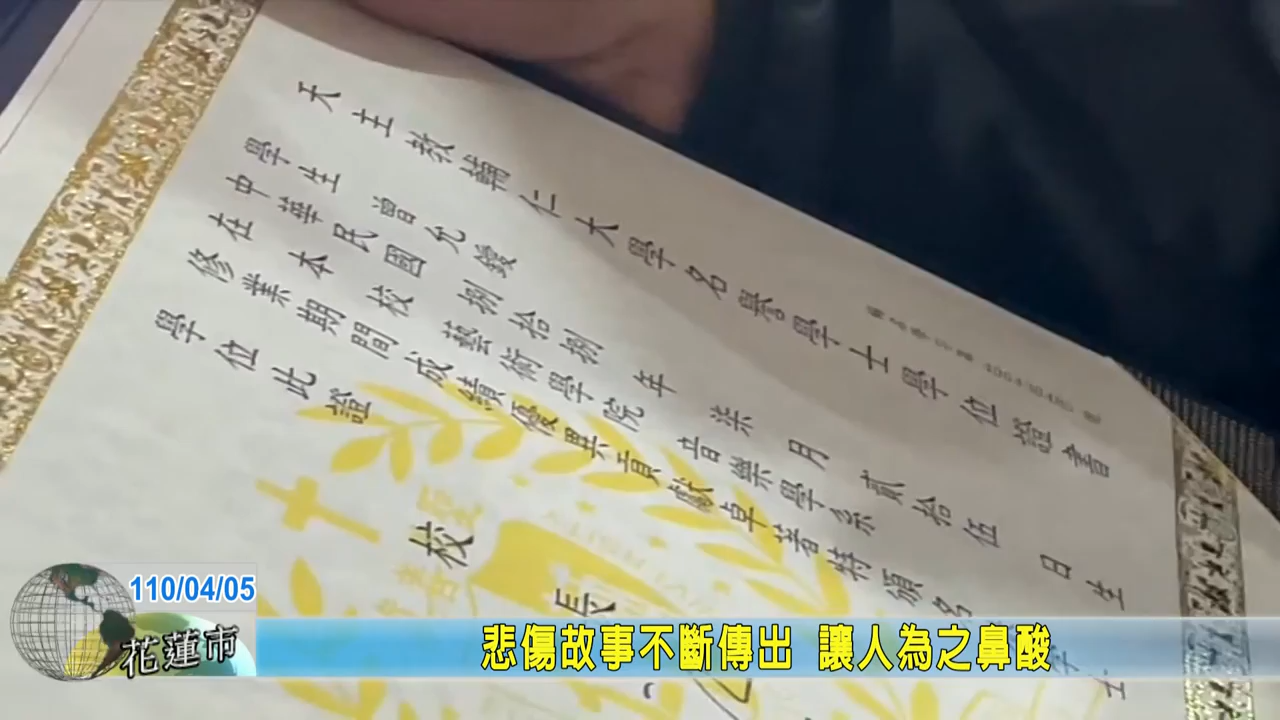 天主教輔仁大學名譽學士學位證書
學生 曾允綬
中華民國捌拾捌年柒月貳拾伍日生
在本校藝術學院音樂學系
修業期間成績優異貢獻卓著特頒名
學位此證
校長
110/04/05
花蓮市
悲傷故事不斷傳出 讓人為之鼻酸